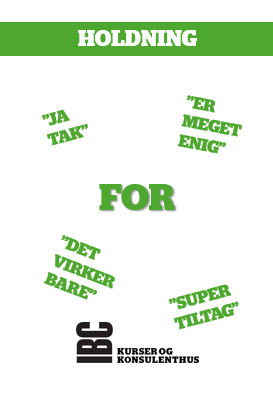 HOLDNING
”JA
TAK”
”ER
MEGET
ENIG”
FOR
”DET
VIRKER
BARE”
”SUPER
TILTAG”
IBC
KURSER OG
KONSULENTHUS